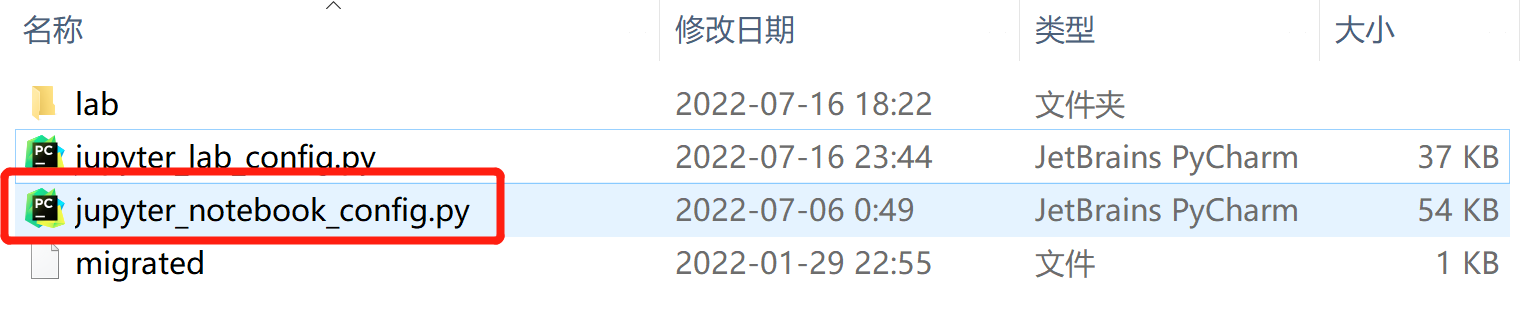 名称 修改日期 类型 大小
lab 2022-07-16 18:22 文件夹
PC jupyter_lab_config.py 2022-07-16 23:44 JetBrains PyCharm 37 KB
PC jupyter_notebook_config.py 2022-07-06 0:49 JetBrains PyCharm 54 KB
migrated 2022-01-29 22:55 文件 1 KB